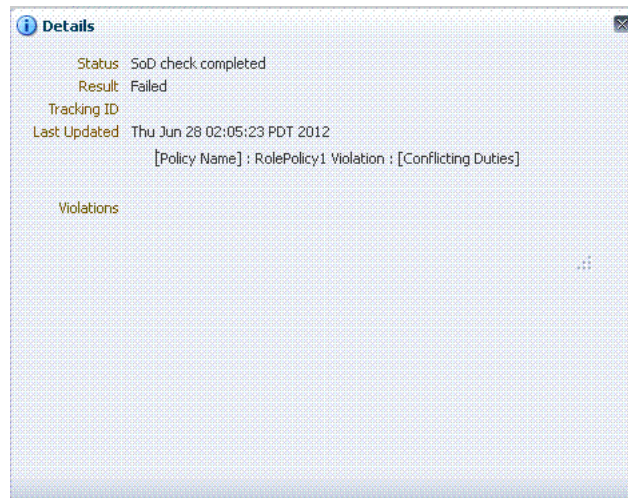 Details
Status SoD check completed
Result Failed
Tracking ID
Last Updated Thu Jun 28 02:05:23 PDT 2012
[Policy Name] : RolePolicy1 Violation : [Conflicting Duties]
Violations